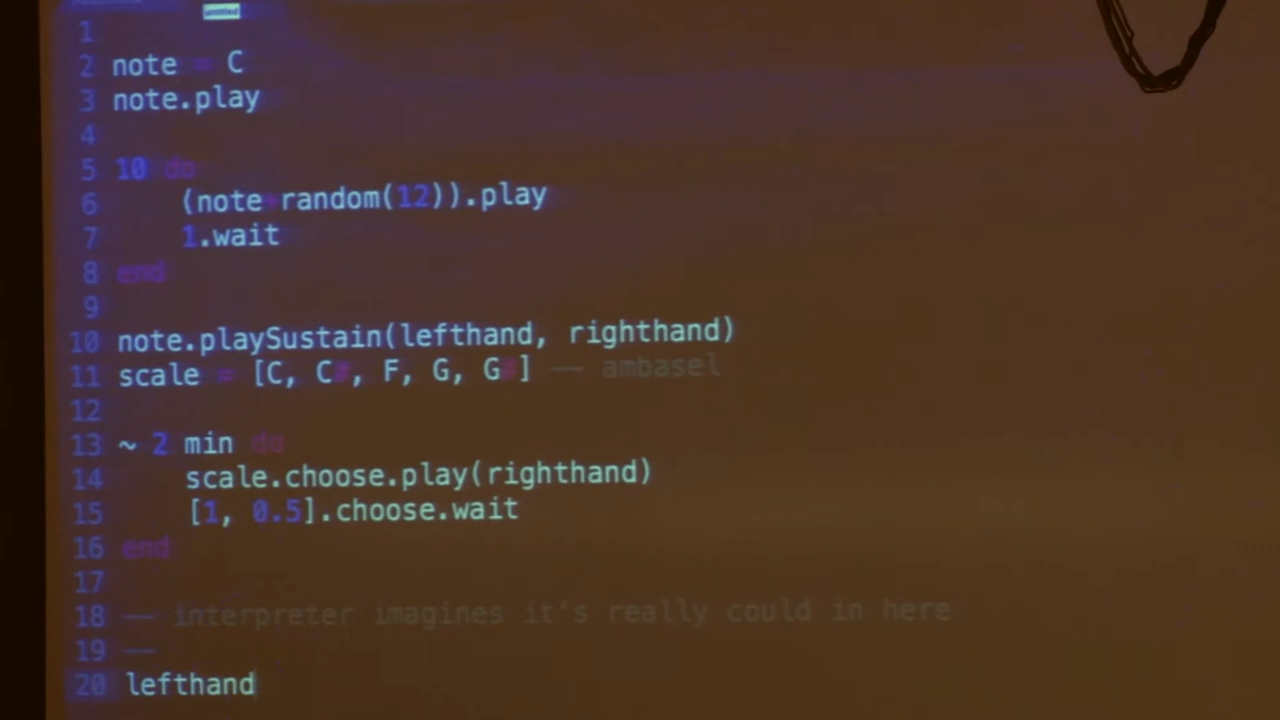 untitled
1
2 note = C
3 note.play
4
5 10 do
6 (note+random(12)).play
7 1.wait
8 end
9
10 note.playSustain(lefthand, righthand)
11 scale = [C, C#, F, G, G#] -- ambasel
12
13 ~ 2 min do
14 scale.choose.play(righthand)
15 [1, 0.5].choose.wait
16 end
17
18 -- interpreter imagines it's really could in here
19 --
20 lefthand